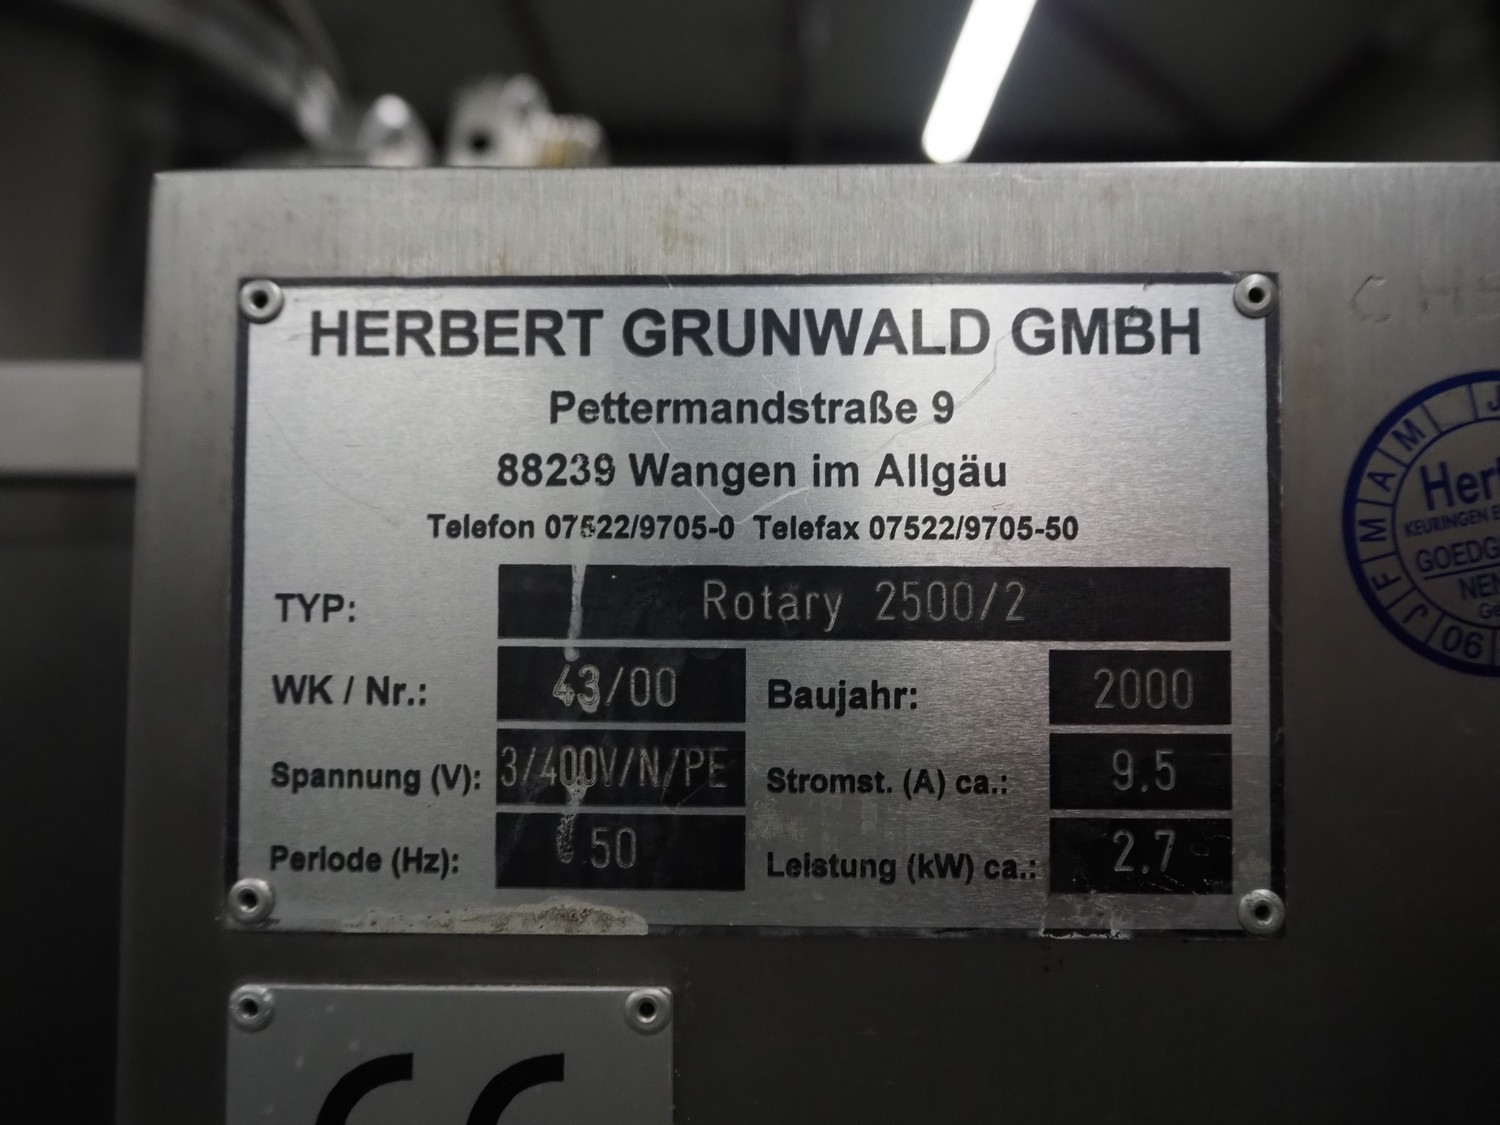 HERBERT GRUNWALD GMBH
Pettermandstraße 9
88239 Wangen im Allgäu
Telefon 07522/9705-0 Telefax 07522/9705-50
TYP: Rotary 2500/2
WK / Nr.: 43/00 Baujahr: 2000
Spannung (V): 3/400V/N/PE Stromst. (A) ca.: 9.5
Periode (Hz): 50 Leistung (kW) ca.: 2.7
CE
J F M A M J
KEURINGEN
06